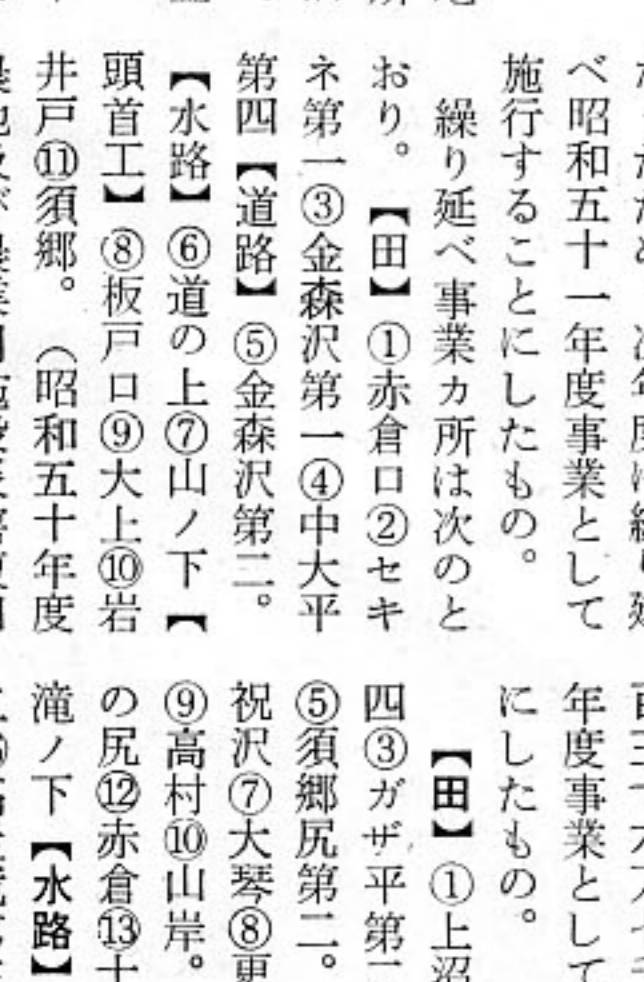 べ昭和五十一年度事業として
施行することにしたもの。
繰り延べ事業カ所は次のと
おり。【田】①赤倉口②セキ
ネ第一③金森沢第一④中大平
第四【道路】⑤金森沢第二。
【水路】⑥道の上⑦山ノ下【
頭首工】⑧板戸口⑨大上⑩岩
井戸⑪須郷。（昭和五十年度
年度事業として
にしたもの。
【田】①上沼
四③ガザ平第
⑤須郷尻第二。
祝沢⑦大琴⑧更
⑨高村⑩山岸。
の尻⑫赤倉⑬
滝ノ下【水路】